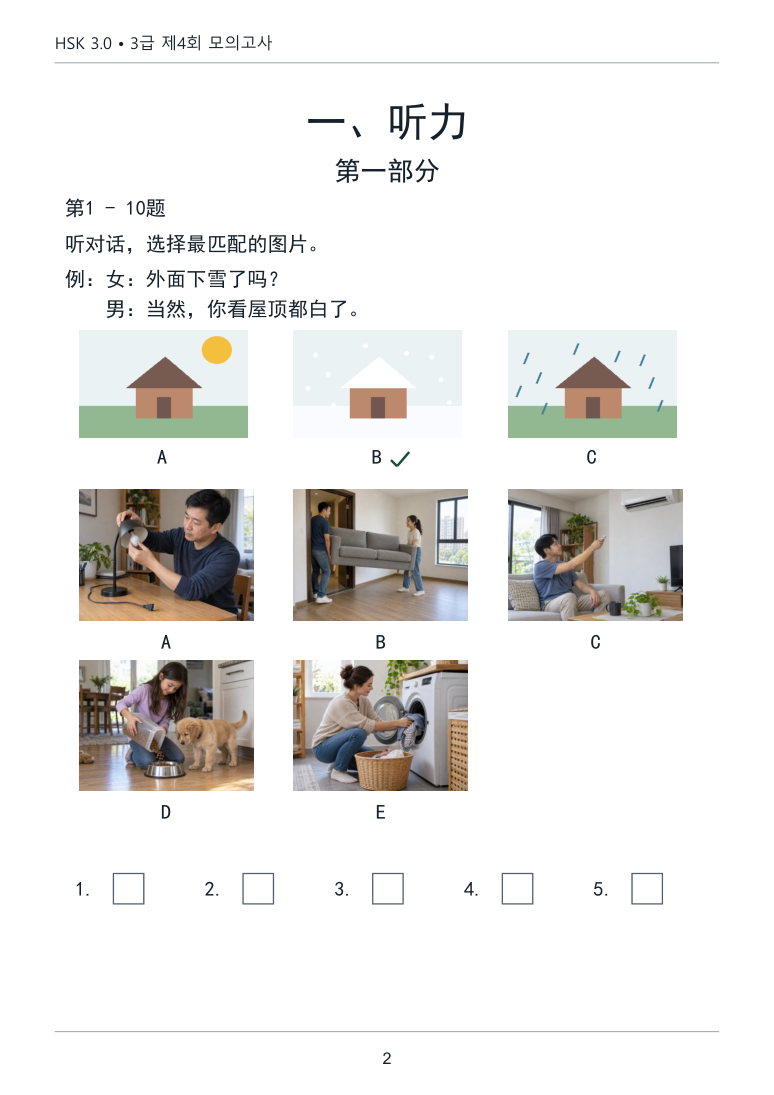 HSK 3.0 • 3급 제4회 모의고사
一、听力
第一部分
第1 - 10题
听对话，选择最匹配的图片。
例：女：外面下雪了吗？
男：当然，你看屋顶都白了。
A B C
A B C
D E
1. 2. 3. 4. 5.
2